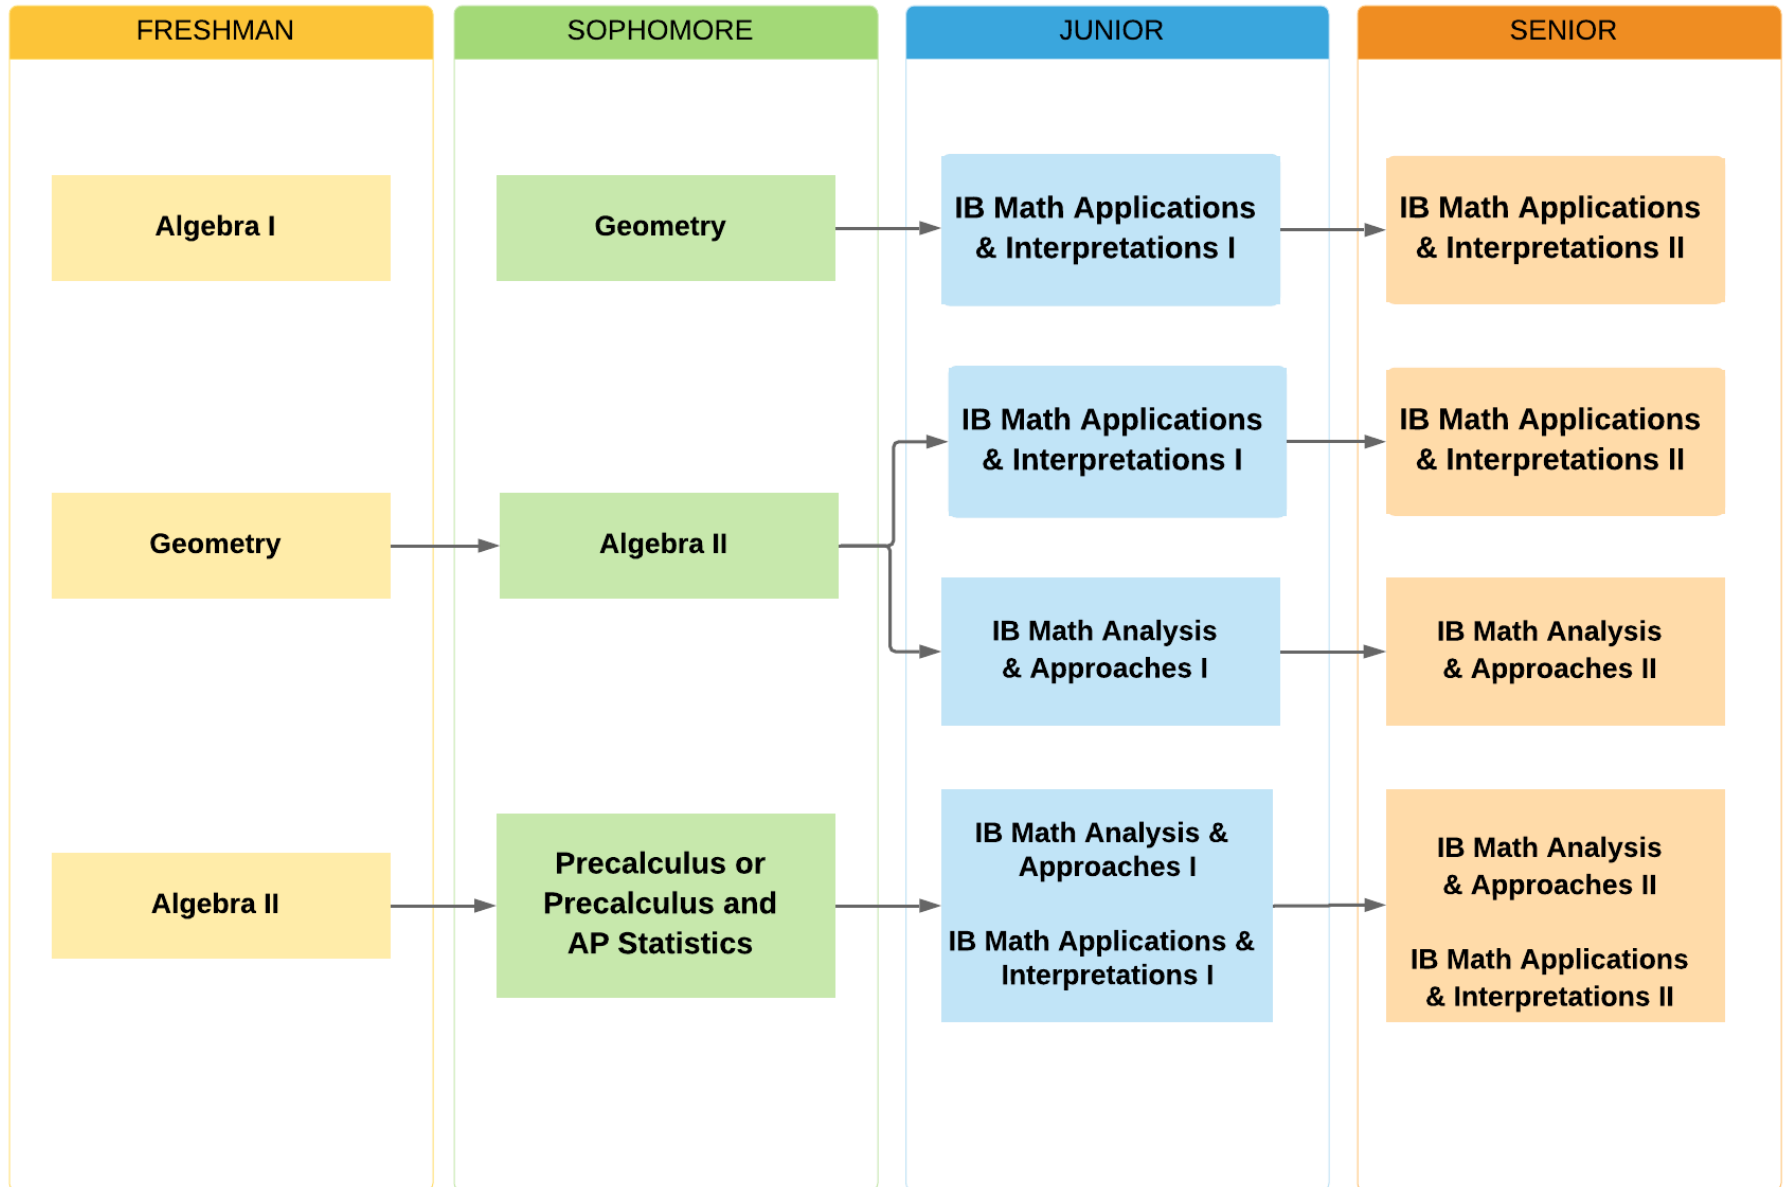 FRESHMAN
SOPHOMORE
JUNIOR
SENIOR
Algebra I
Geometry
IB Math Applications
& Interpretations I
IB Math Applications
& Interpretations II
Geometry
Algebra II
IB Math Applications
& Interpretations I
IB Math Applications
& Interpretations II
IB Math Analysis
& Approaches I
IB Math Analysis
& Approaches II
Algebra II
Precalculus or
Precalculus and
AP Statistics
IB Math Analysis &
Approaches I
IB Math Applications &
Interpretations I
IB Math Analysis
& Approaches II
IB Math Applications
& Interpretations II